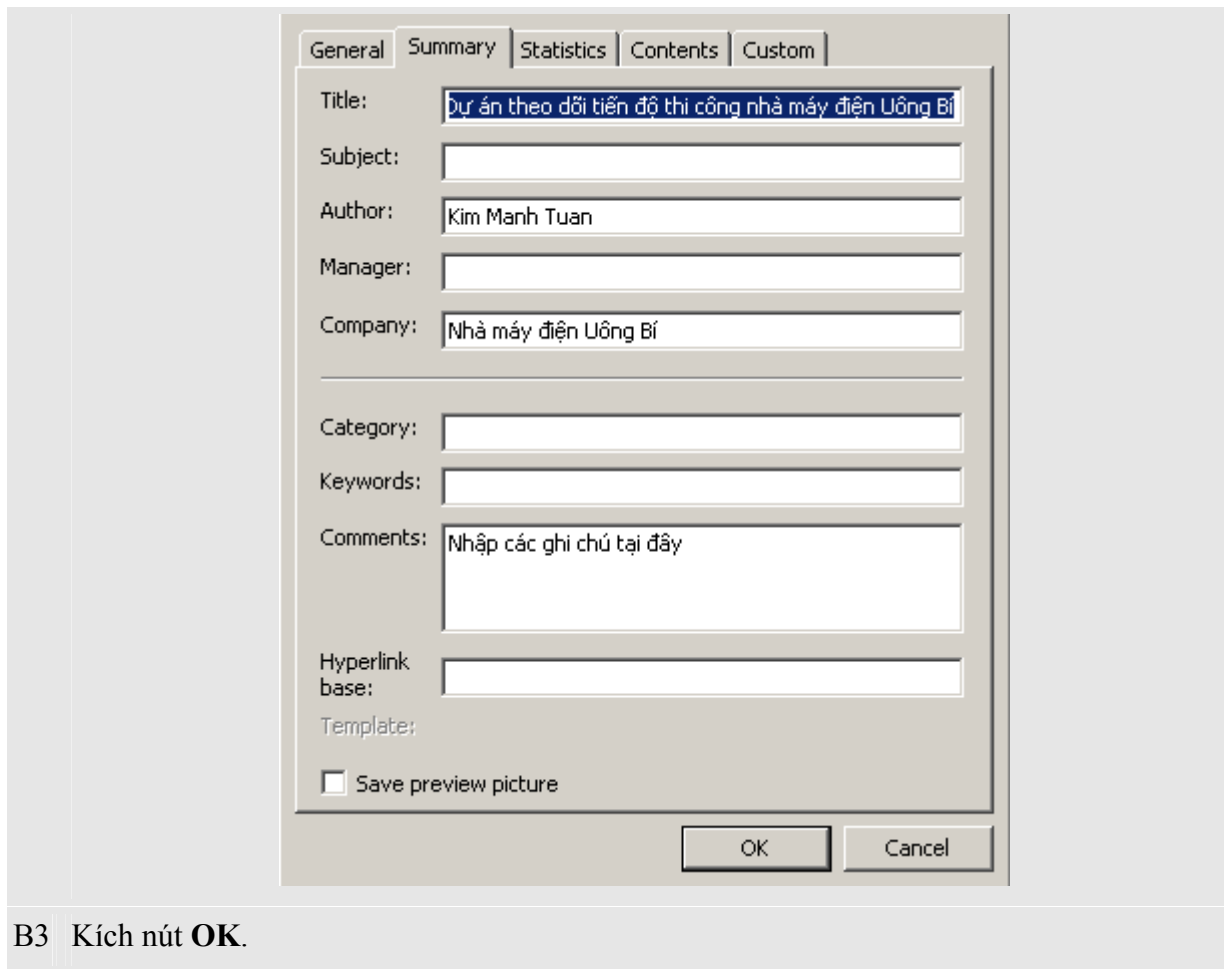 General Summary Statistics Contents Custom
Title: Dự án theo dõi tiến độ thi công nhà máy điện Uông Bí
Subject:
Author: Kim Manh Tuan
Manager:
Company: Nhà máy điện Uông Bí
Category:
Keywords:
Comments: Nhập các ghi chú tại đây
Hyperlink
base:
Template:
Save preview picture
OK Cancel
B3 Kích nút OK.